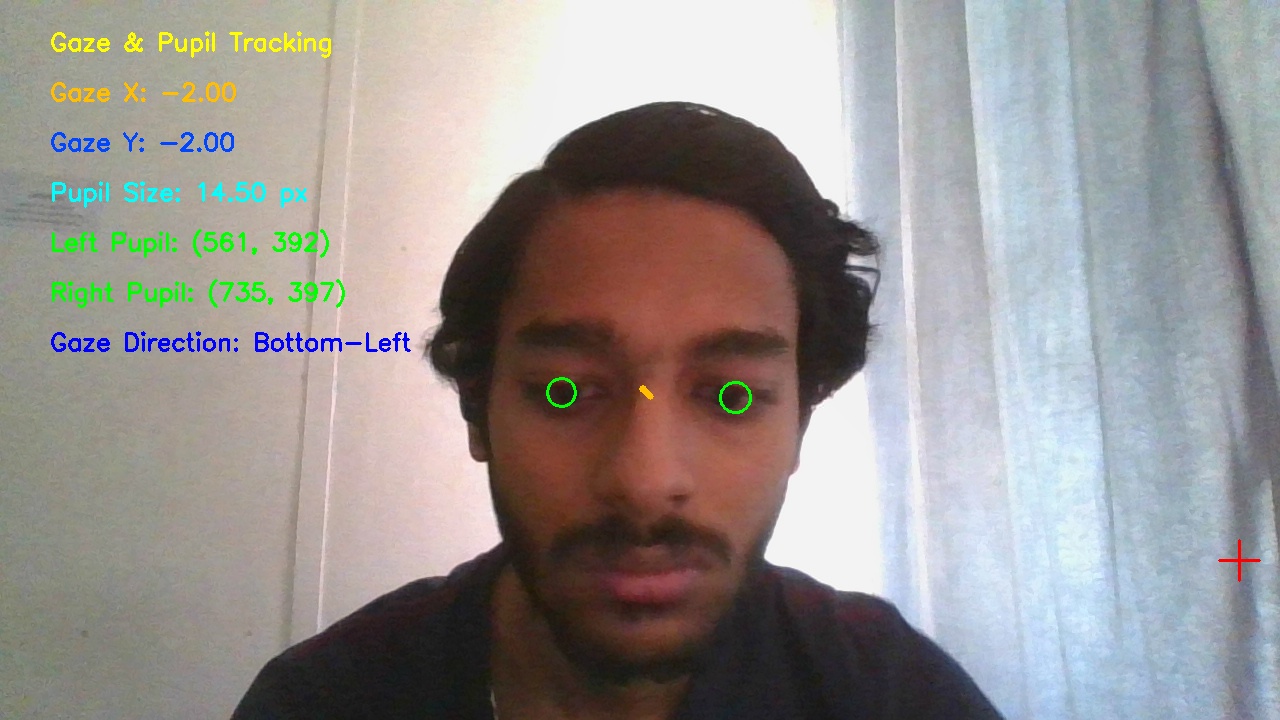 Gaze & Pupil Tracking
Gaze X: -2.00
Gaze Y: -2.00
Pupil Size: 14.50 px
Left Pupil: (561, 392)
Right Pupil: (735, 397)
Gaze Direction: Bottom-Left